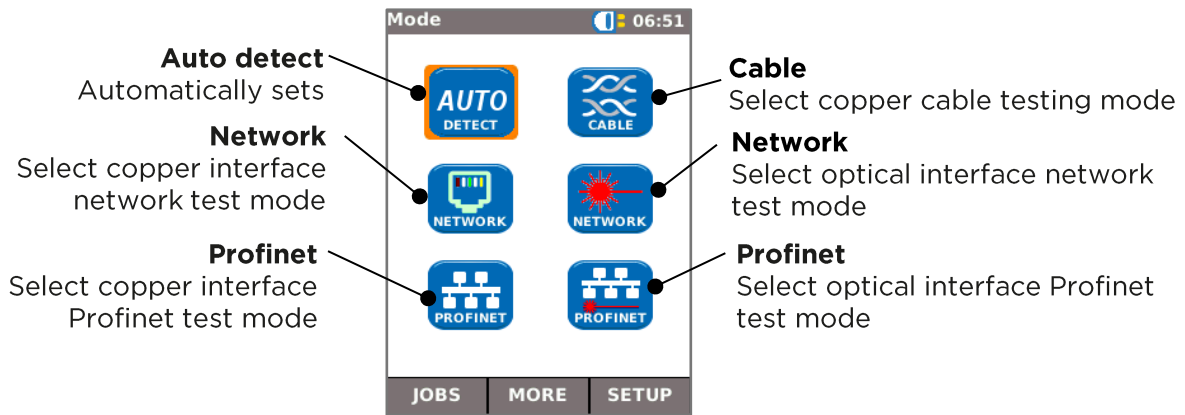 Mode 06:51
Auto detect
Automatically sets
AUTO
DETECT
CABLE
Cable
Select copper cable testing mode
Network
Select copper interface
network test mode
NETWORK
NETWORK
Network
Select optical interface network
test mode
Profinet
Select copper interface
Profinet test mode
PROFINET
PROFINET
Profinet
Select optical interface Profinet
test mode
JOBS MORE SETUP